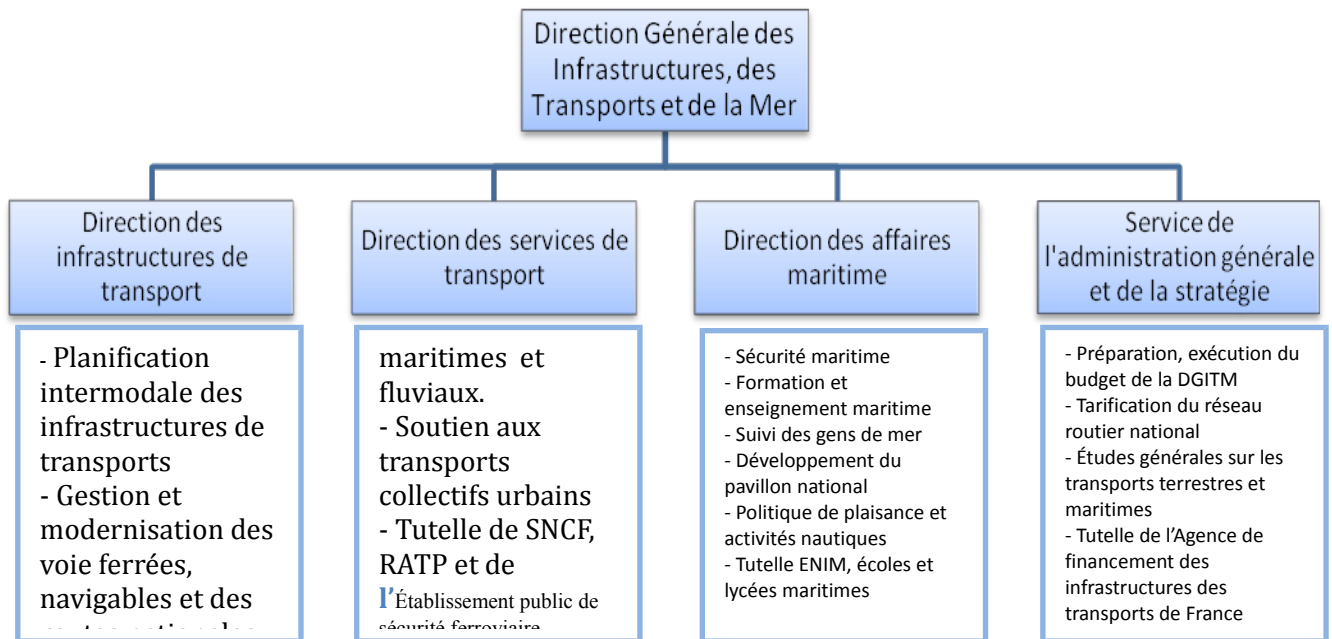 Direction Générale des
Infrastructures, des
Transports et de la Mer
Direction des
infrastructures de
transport
Direction des services de
transport
Direction des affaires
maritime
Service de
l'administration générale
et de la stratégie
- Planification
intermodale des
infrastructures de
transports
- Gestion et
modernisation des
voie ferrées,
navigables et des
maritimes et
fluviaux.
- Soutien aux
transports
collectifs urbains
- Tutelle de SNCF,
RATP et de
l'Établissement public de
sécurité ferroviaire
- Sécurité maritime
- Formation et
enseignement maritime
- Suivi des gens de mer
- Développement du
pavillon national
- Politique de plaisance et
activités nautiques
- Tutelle ENIM, écoles et
lycées maritimes
- Préparation, exécution du
budget de la DGITM
- Tarification du réseau
routier national
- Études générales sur les
transports terrestres et
maritimes
- Tutelle de l’Agence de
financement des
infrastructures des
transports de France